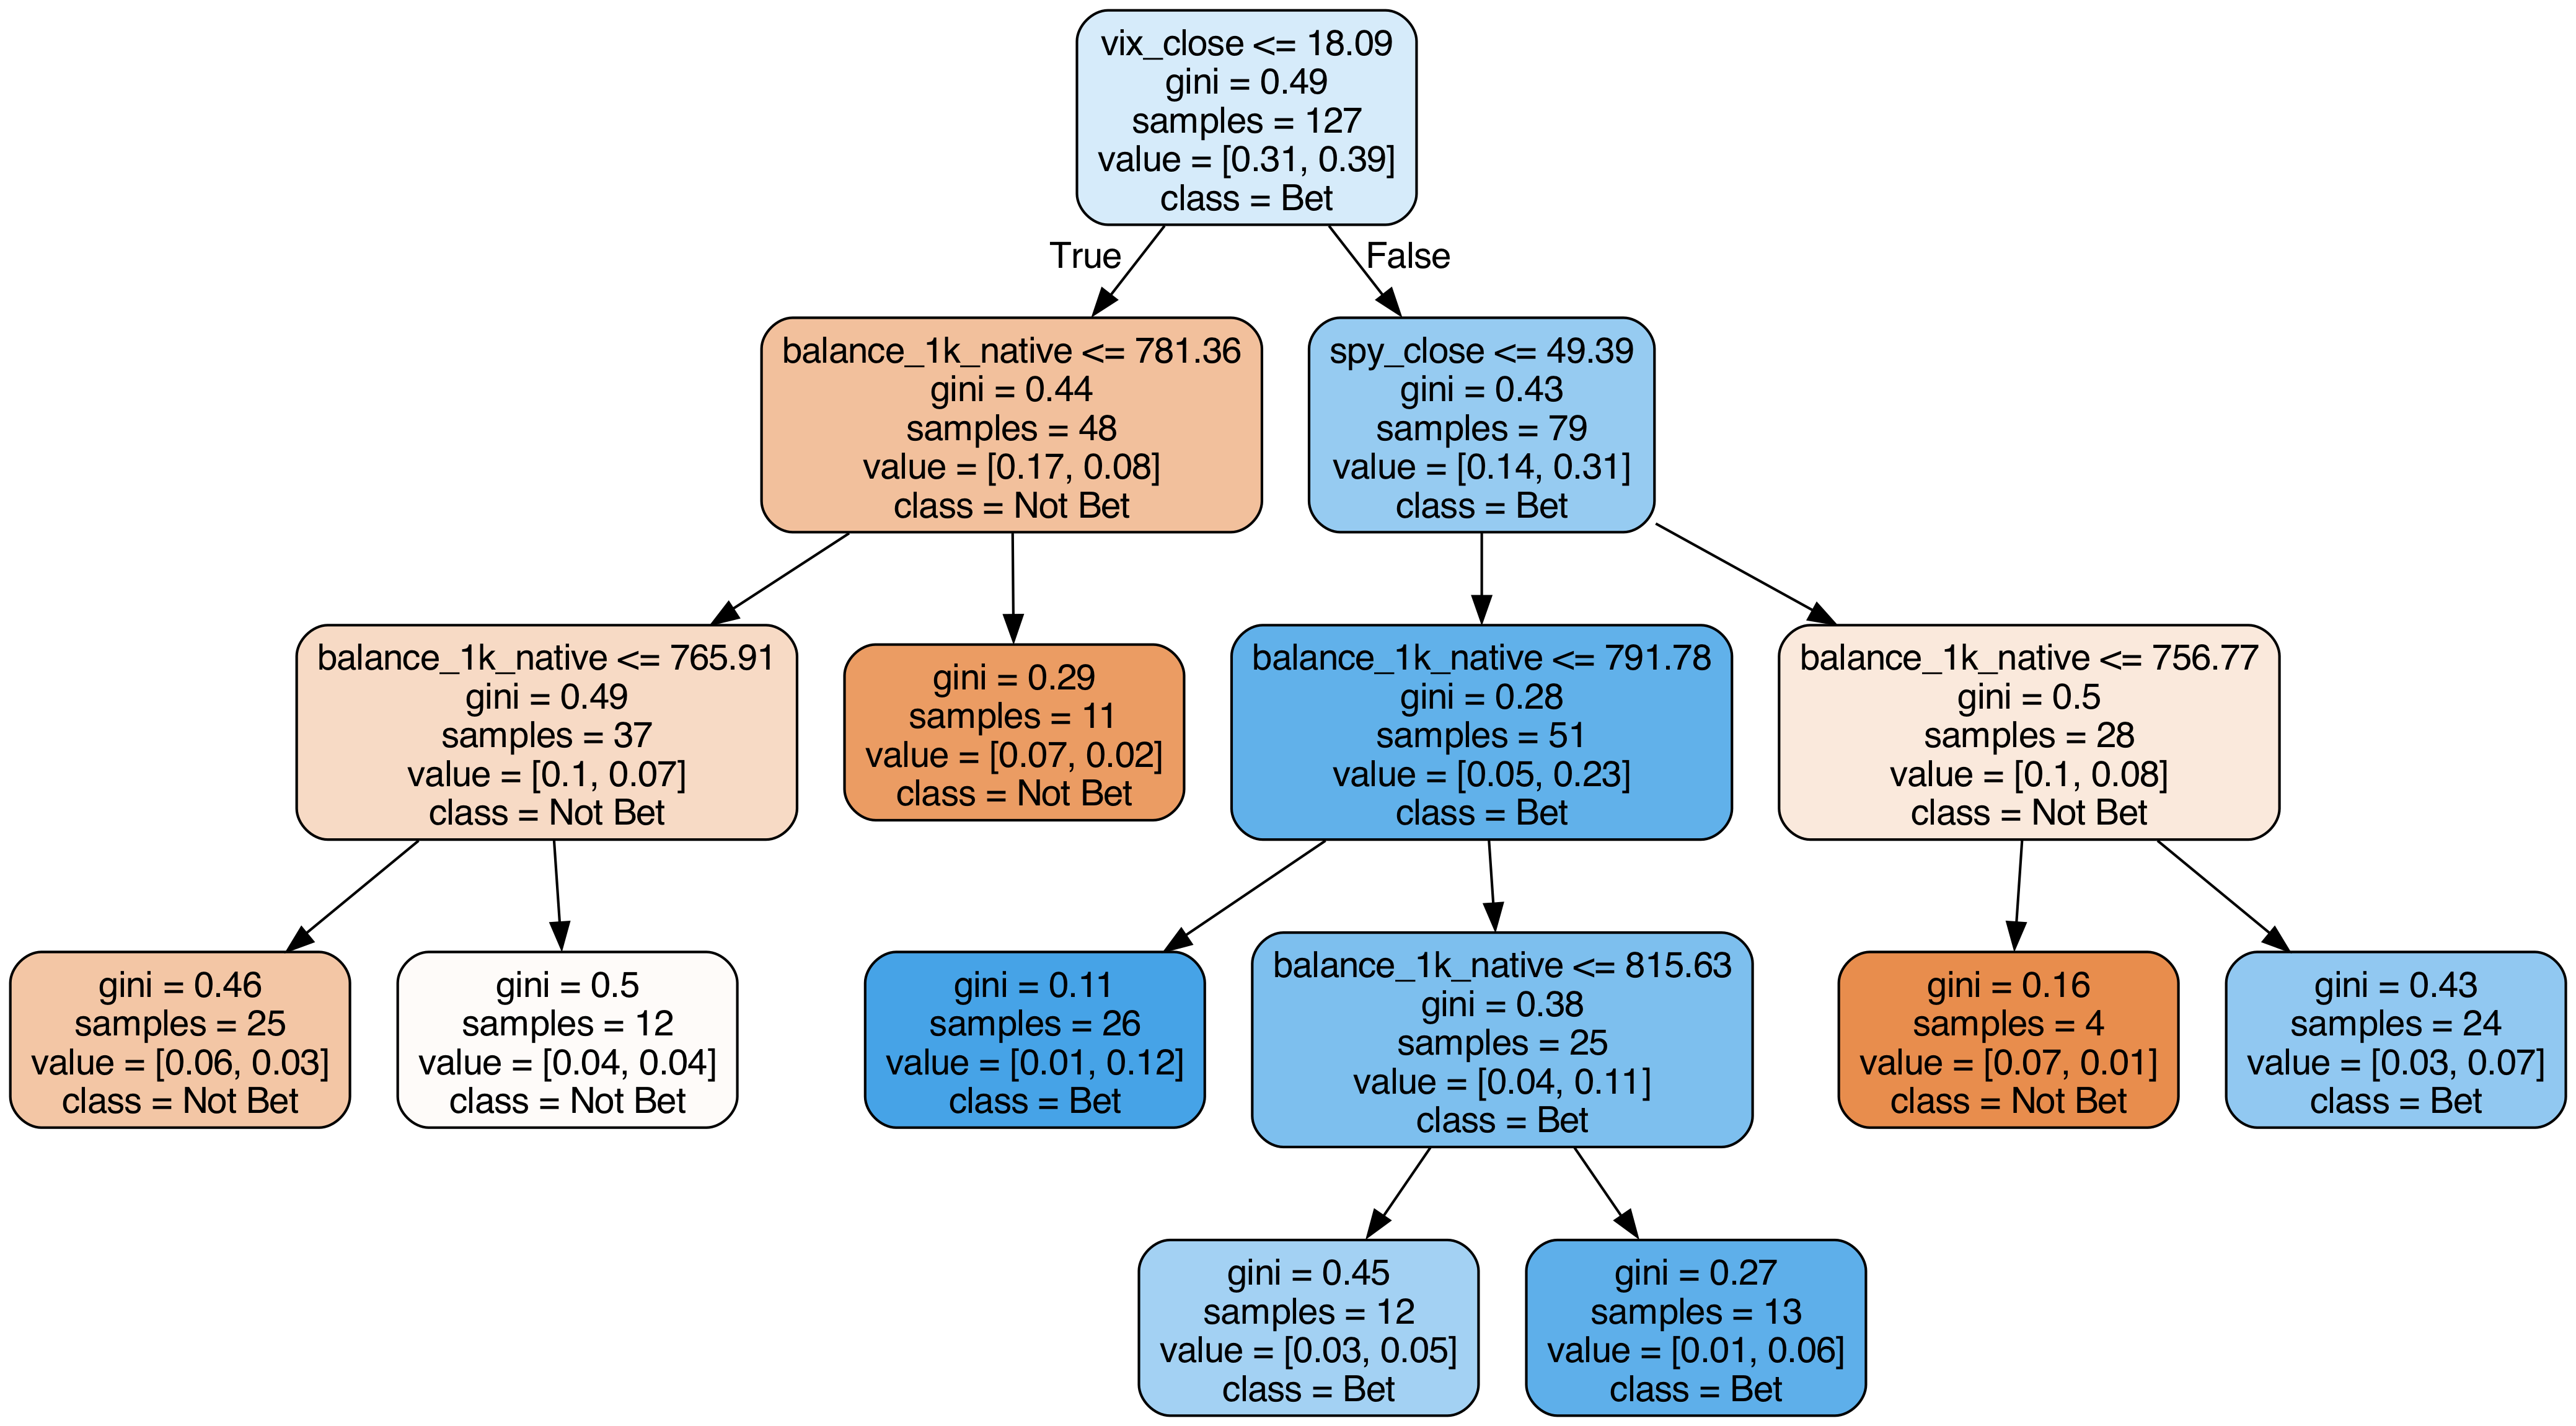 vix_close <= 18.09
gini = 0.49
samples = 127
value = [0.31, 0.39]
class = Bet
True
False
balance_1k_native <= 781.36
gini = 0.44
samples = 48
value = [0.17, 0.08]
class = Not Bet
spy_close <= 49.39
gini = 0.43
samples = 79
value = [0.14, 0.31]
class = Bet
balance_1k_native <= 765.91
gini = 0.49
samples = 37
value = [0.1, 0.07]
class = Not Bet
gini = 0.29
samples = 11
value = [0.07, 0.02]
class = Not Bet
balance_1k_native <= 791.78
gini = 0.28
samples = 51
value = [0.05, 0.23]
class = Bet
balance_1k_native <= 756.77
gini = 0.5
samples = 28
value = [0.1, 0.08]
class = Not Bet
gini = 0.46
samples = 25
value = [0.06, 0.03]
class = Not Bet
gini = 0.5
samples = 12
value = [0.04, 0.04]
class = Not Bet
gini = 0.11
samples = 26
value = [0.01, 0.12]
class = Bet
balance_1k_native <= 815.63
gini = 0.38
samples = 25
value = [0.04, 0.11]
class = Bet
gini = 0.16
samples = 4
value = [0.07, 0.01]
class = Not Bet
gini = 0.43
samples = 24
value = [0.03, 0.07]
class = Bet
gini = 0.45
samples = 12
value = [0.03, 0.05]
class = Bet
gini = 0.27
samples = 13
value = [0.01, 0.06]
class = Bet